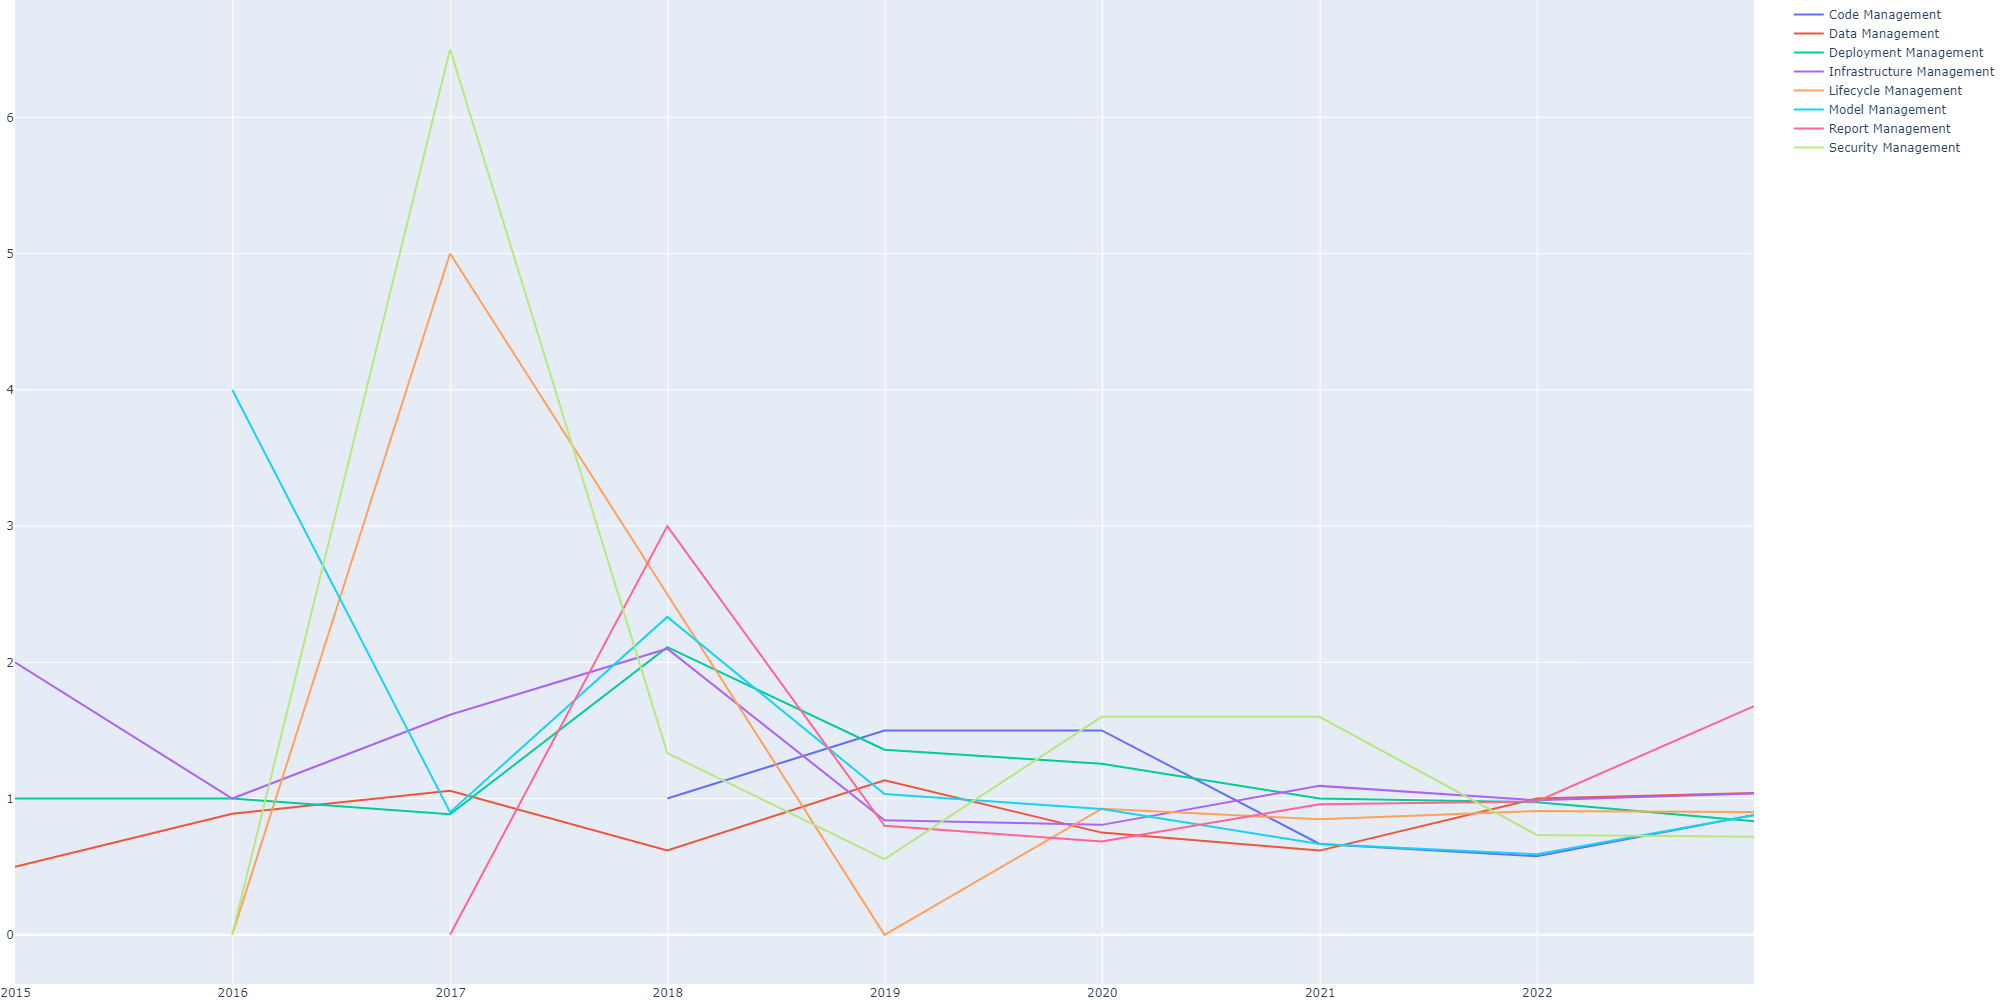 6
5
4
3
2
1
0
2015 2016 2017 2018 2019 2020 2021 2022
Code Management
Data Management
Deployment Management
Infrastructure Management
Lifecycle Management
Model Management
Report Management
Security Management